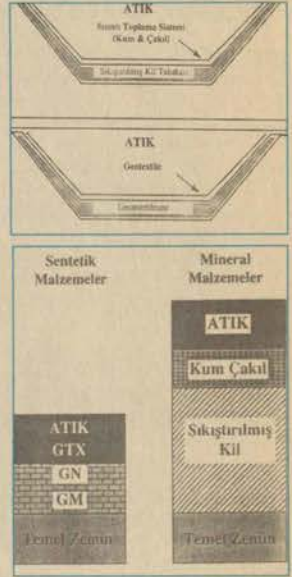 ATIK
Sızıntı Toplama Sistemi
(Kum & Çakıl)
Sıkıştırılmış Kil Tabakası
ATIK
Geotextile
Geomembrane
Sentetik
Malzemeler
Mineral
Malzemeler
ATIK
Kum Çakıl
ATIK
GTX
Sıkıştırılmış
Kil
GN
GM
Temel Zemin
Temel Zemin